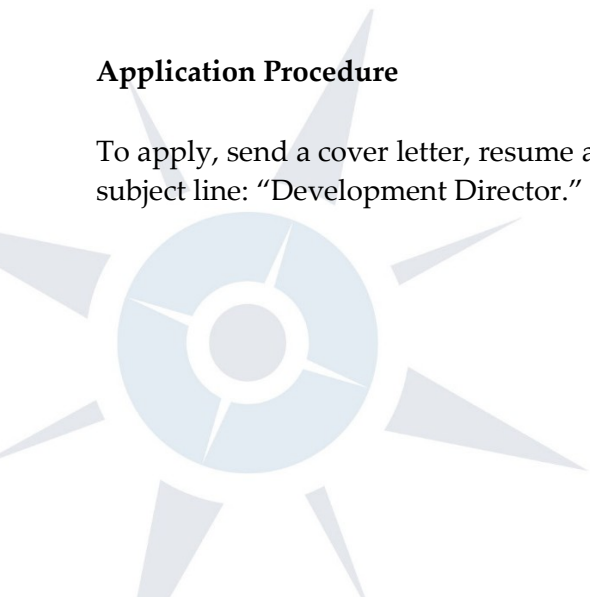 Application Procedure
To apply, send a cover letter, resume a
subject line: “Development Director.”